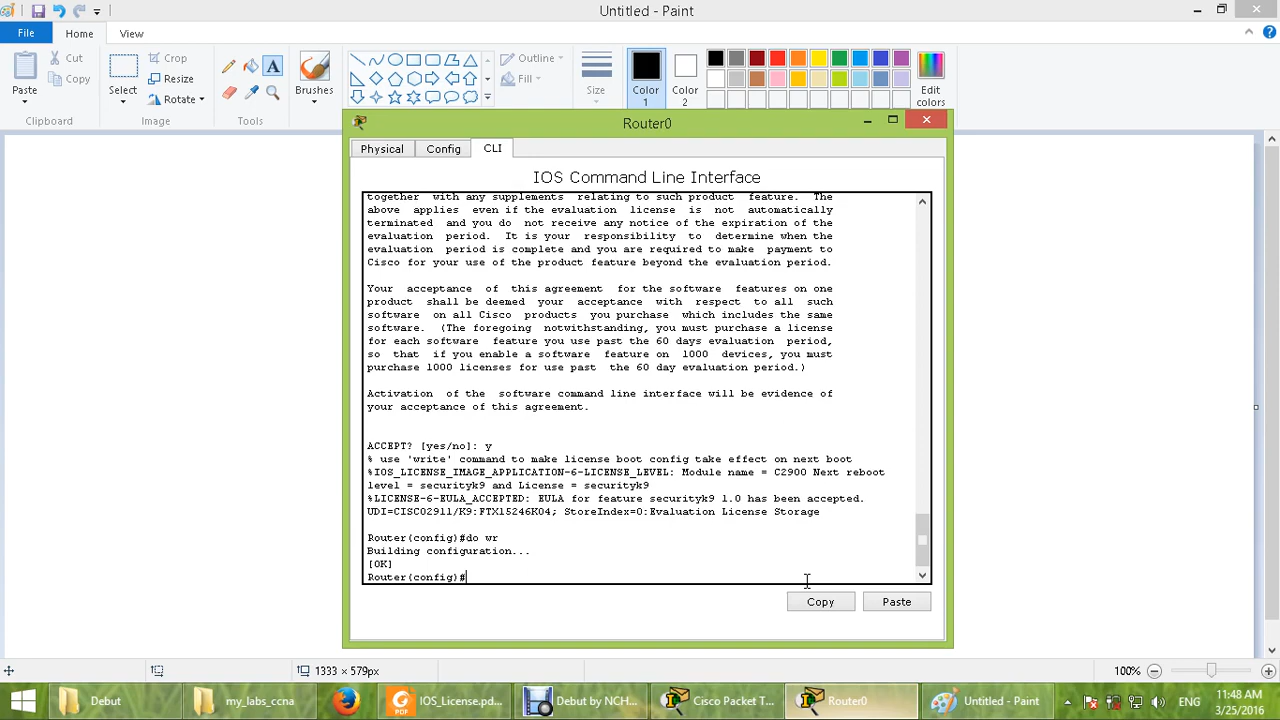 Untitled - Paint
File
Home
View
Paste
Cut
Copy
Clipboard
Select
Crop
Resize
Rotate
Image
Tools
Brushes
Outline
Fill
Shapes
Size
Color 1
Color 2
Edit colors
Router0
Physical
Config
CLI
IOS Command Line Interface
together with any supplements relating to such product feature. The
above applies even if the evaluation license is not automatically
terminated and you do not receive any notice of the expiration of the
evaluation period. It is your responsibility to determine when the
evaluation period is complete and you are required to make payment to
Cisco for your use of the product feature beyond the evaluation period.
Your acceptance of this agreement for the software features on one
product shall be deemed your acceptance with respect to all such
software on all Cisco products you purchase which includes the same
software. (The foregoing notwithstanding, you must purchase a license
for each software feature you use past the 60 days evaluation period,
so that if you enable a software feature on 1000 devices, you must
purchase 1000 licenses for use past the 60 day evaluation period.)
Activation of the software command line interface will be evidence of
your acceptance of this agreement.
ACCEPT? [yes/no]: y
% use 'write' command to make license boot config take effect on next boot
%IOS_LICENSE_IMAGE_APPLICATION-6-LICENSE_LEVEL: Module name = C2900 Next reboot
level = securityk9 and License = securityk9
%LICENSE-6-EULA_ACCEPTED: EULA for feature securityk9 1.0 has been accepted.
UDI=CISCO2911/K9:FTX15246K04; StoreIndex=0:Evaluation License Storage
Router(config)#do wr
Building configuration...
[OK]
Router(config)#
Copy
Paste
1333 × 579px
100%
Debut
my_labs_ccna
IOS_License.pd...
Debut by NCH...
Cisco Packet T...
Router0
Untitled - Paint
ENG
11:48 AM
3/25/2016